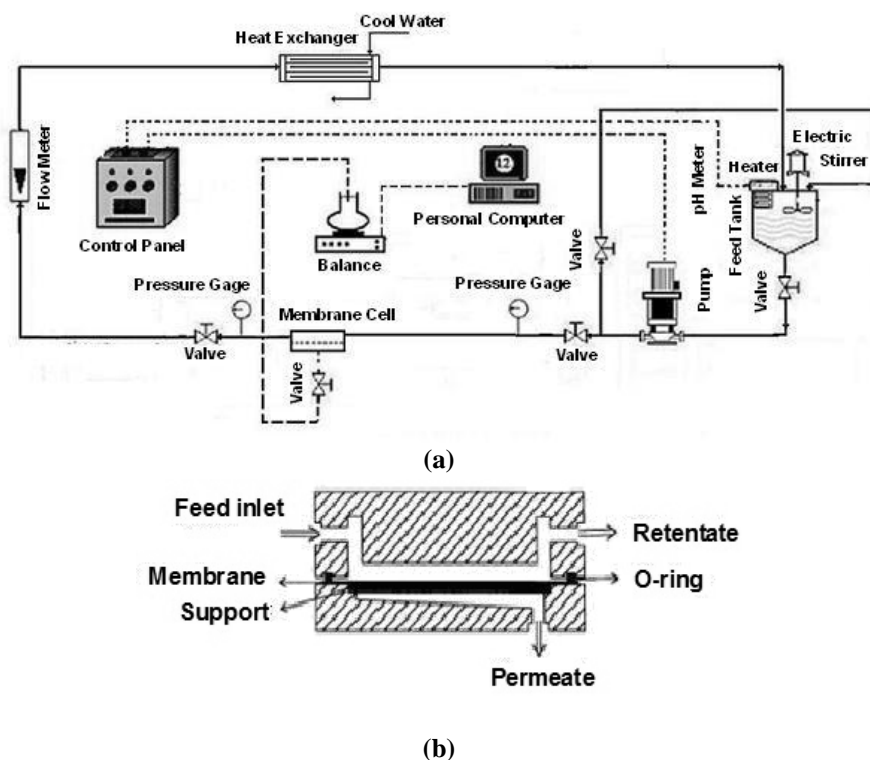 Cool Water
Heat Exchanger
Flow Meter
Control Panel
12
Personal Computer
Balance
Electric
Stirrer
Heater
pH Meter
Feed Tank
Valve
Valve
Pump
Pressure Gage
Pressure Gage
Membrane Cell
Valve
Valve
Valve
(a)
Feed inlet
Retentate
Membrane
O-ring
Support
Permeate
(b)